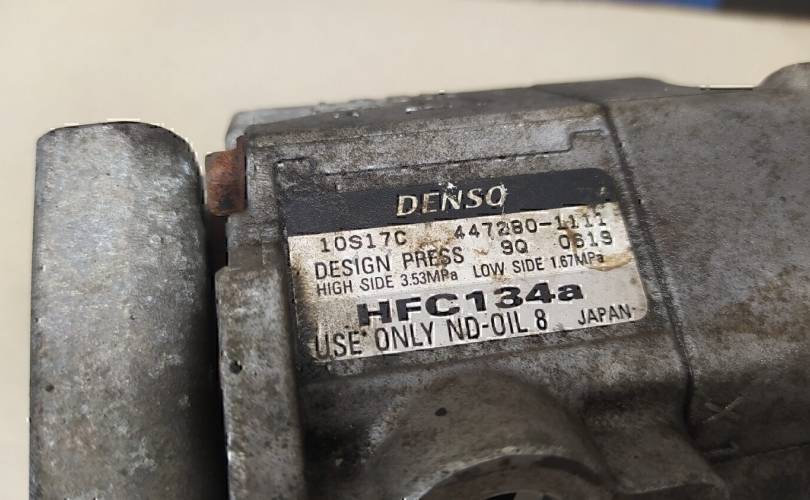 DENSO
10S17C 447280-1111
DESIGN PRESS 9Q 0619
HIGH SIDE 3.53MPa LOW SIDE 1.67MPa
HFC134a
USE ONLY ND-OIL 8 JAPAN